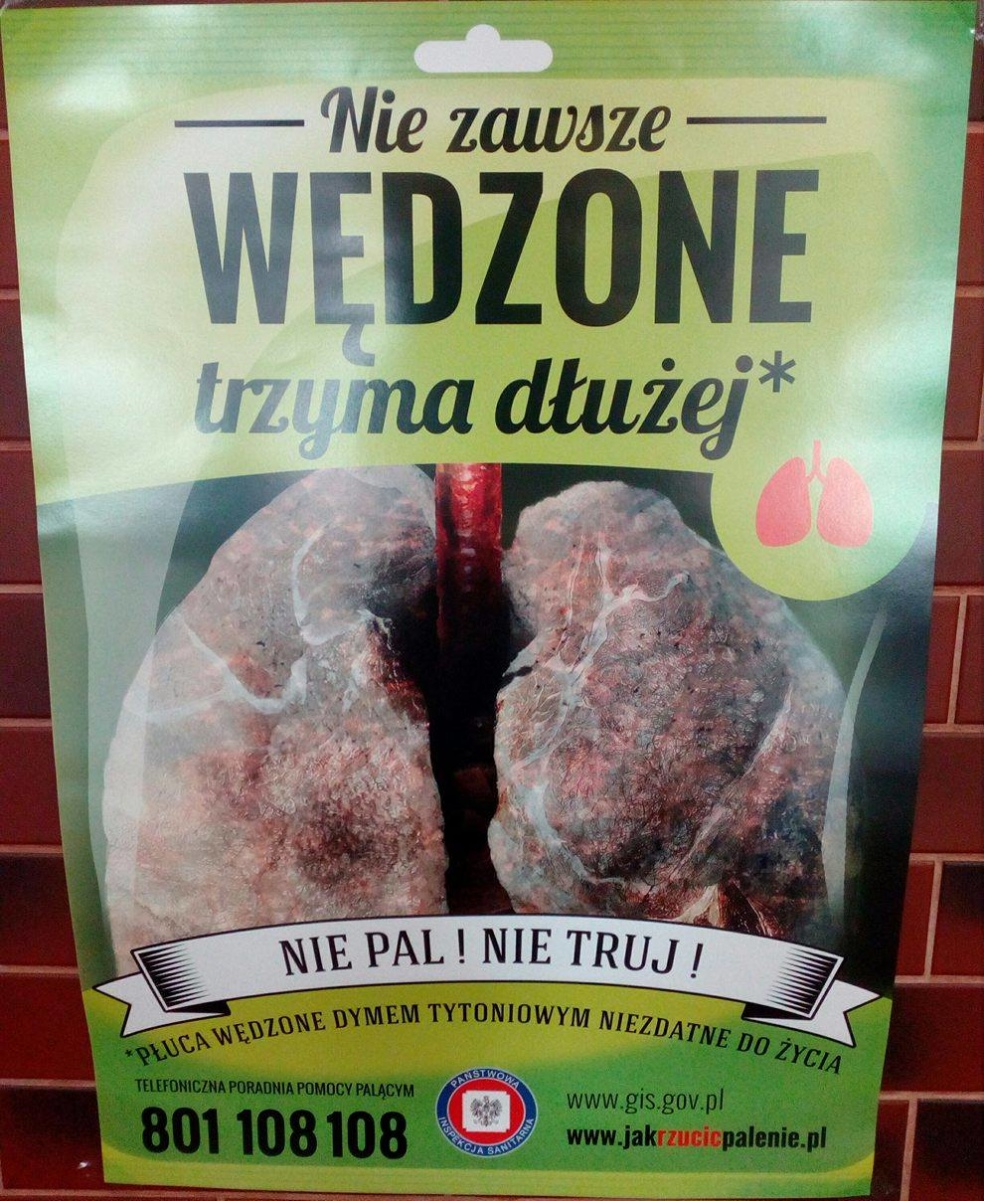 Nie zawsze
WĘDZONE
trzyma dłużej*
NIE PAL! NIE TRUJ!
*PŁUCA WĘDZONE DYMEM TYTONIOWYM NIEZDATNE DO ŻYCIA
TELEFONICZNA PORADNIA POMOCY PALĄCYM
801 108 108
PAŃSTWOWA
INSPEKCJA SANITARNA
www.gis.gov.pl
www.jakrzucicpalenie.pl